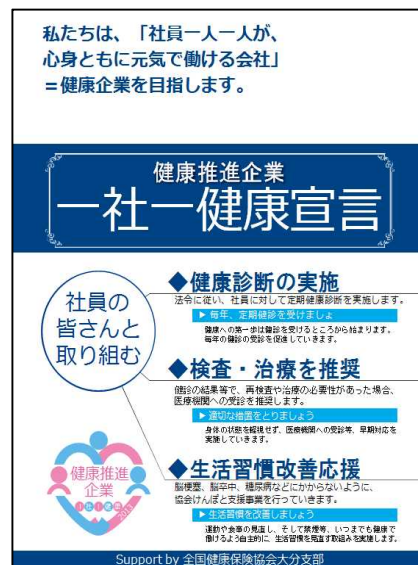 私たちは、「社員一人一人が、
心身ともに元気で働ける会社」
＝健康企業を目指します。
健康推進企業
一社一健康宣言
社員の
皆さんと
取り組む
◆健康診断の実施
法令に従い、社員に対して定期健康診断を実施します。
▶毎年、定期健診を受けましょ
健康への第一歩は健診を受けるところから始まります。
毎年の健診の受診を促進していきます。
◆検査・治療を推奨
健診の結果等で、再検査や治療の必要性があった場合、
医療機関への受診を推奨します。
▶適切な措置をとりましょう
身体の状態を軽視せず、医療機関への受診等、早期対応を
実施していきます。
◆生活習慣改善応援
脳梗塞、脳卒中、糖尿病などにかからないように、
協会けんぽと支援事業を行っていきます。
▶生活習慣を改善しましょう
運動や食事の見直し、そして禁煙等、いつまでも健康で
働けるよう自主的に 生活習慣を見直す取組みを実施します。
健康推進
企業
一社一健康
Support by 全国健康保険協会大分支部